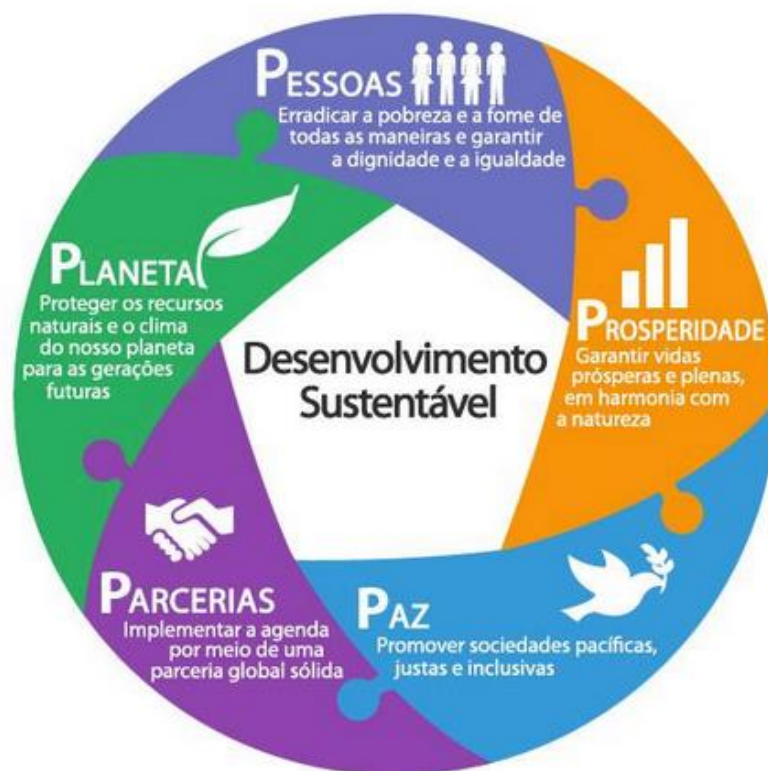 PESSOAS
Erradicar a pobreza e a fome de
todas as maneiras e garantir
a dignidade e a igualdade
PROSPERIDADE
Garantir vidas
prósperas e plenas,
em harmonia com
a natureza
PAZ
Promover sociedades pacíficas,
justas e inclusivas
PARCERIAS
Implementar a agenda
por meio de uma
parceria global sólida
PLANETA
Proteger os recursos
naturais e o clima
do nosso planeta
para as gerações
futuras
Desenvolvimento
Sustentável